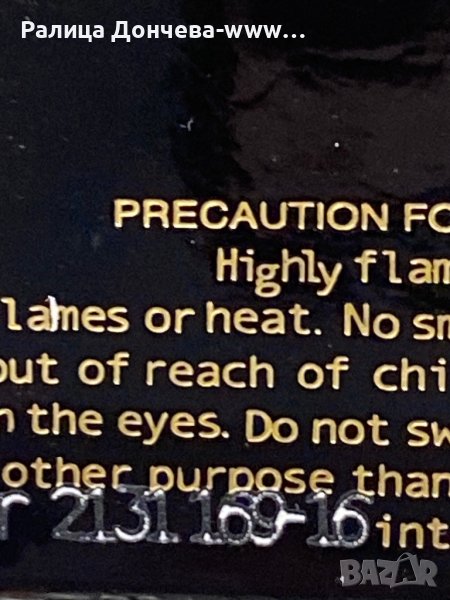 Ралица Дончева-www...
PRECAUTION FO
Highly flam
lames or heat. No sm
out of reach of chi
n the eyes. Do not sw
other purpose than
r 2131 169-16 int
BAZAR